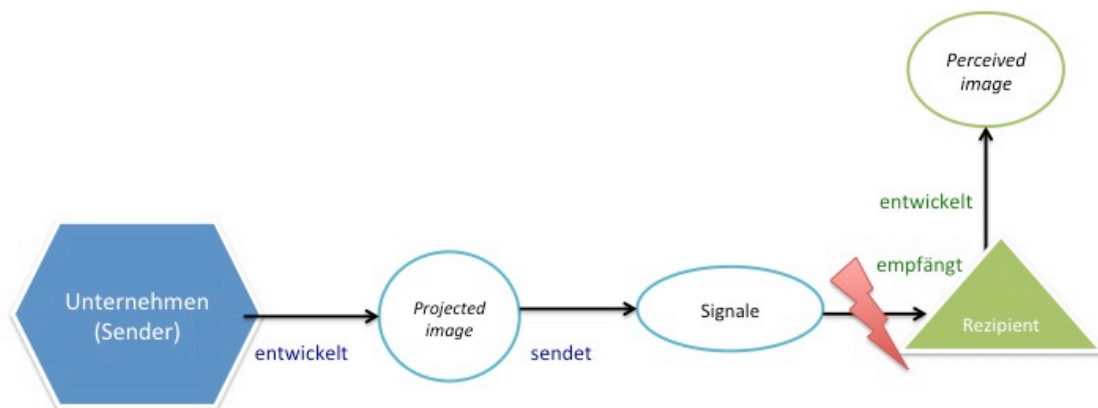 Perceived
image
entwickelt
empfängt
Unternehmen
(Sender)
entwickelt
Projected
image
sendet
Signale
Rezipient